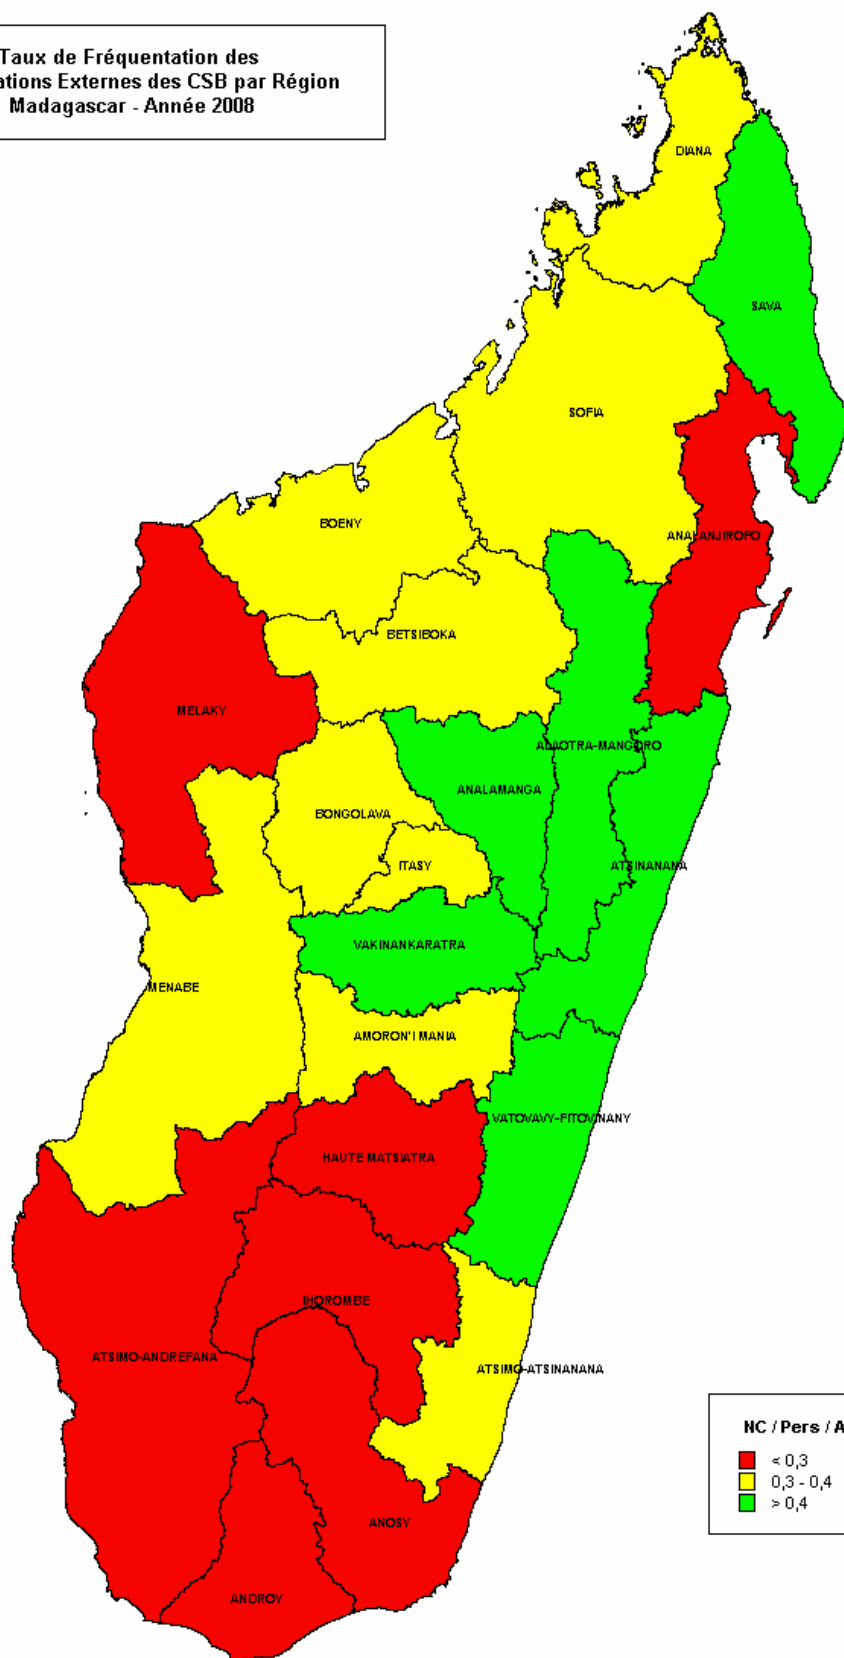 Taux de Fréquentation des
ations Externes des CSB par Région
Madagascar - Année 2008
DIANA
SAVA
SOFIA
BOENY
ANALANJIROFO
BETSIBOKA
MELAKY
ALAOTRA-MANGORO
ANALAMANGA
BONGOLAVA
ITASY
ATSINANANA
VAKINANKARATRA
MENABE
AMORON'I MANIA
VATOVAVY-FITOVINANY
HAUTE MATSIATRA
IHOROMBE
ATSIMO-ANDREFANA
ATSIMO-ATSINANANA
NC / Pers / A
< 0,3
0,3 - 0,4
> 0,4
ANOSY
ANDROY